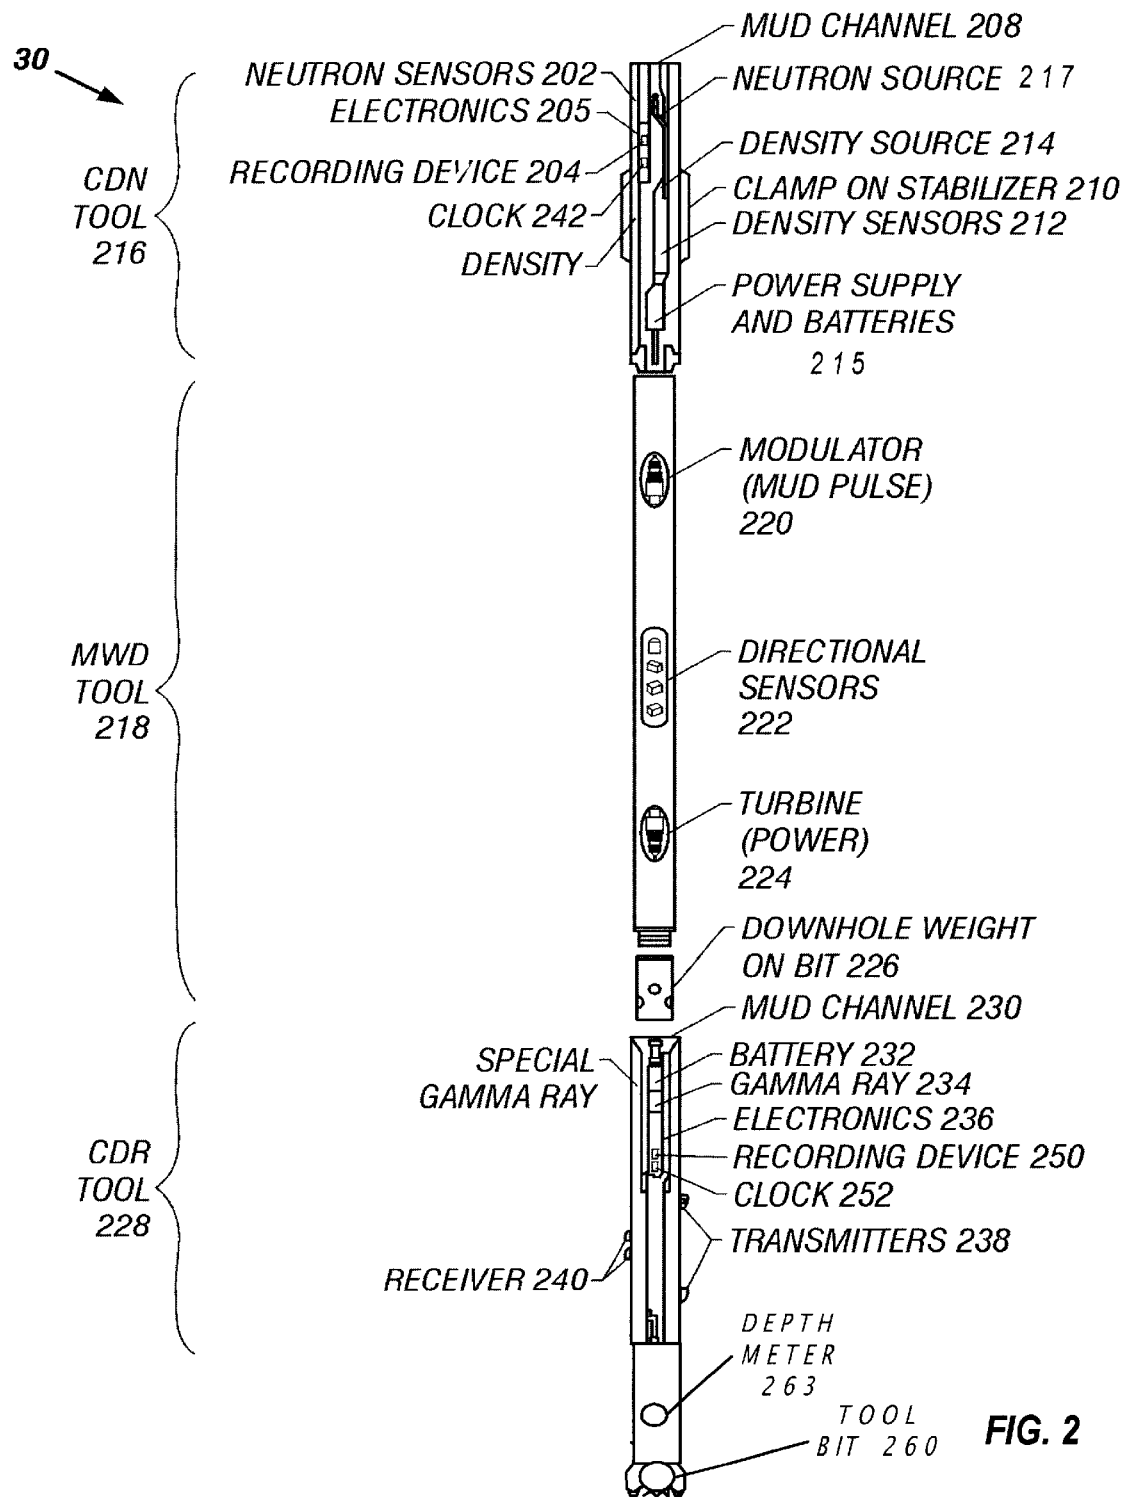 MUD CHANNEL 208
30
NEUTRON SENSORS 202
NEUTRON SOURCE 217
ELECTRONICS 205
DENSITY SOURCE 214
RECORDING DEVICE 204
CDN
TOOL
216
CLAMP ON STABILIZER 210
CLOCK 242
DENSITY SENSORS 212
DENSITY
POWER SUPPLY
AND BATTERIES
215
MODULATOR
(MUD PULSE)
220
MWD
TOOL
218
DIRECTIONAL
SENSORS
222
TURBINE
(POWER)
224
DOWNHOLE WEIGHT
ON BIT 226
MUD CHANNEL 230
SPECIAL
GAMMA RAY
BATTERY 232
GAMMA RAY 234
ELECTRONICS 236
CDR
TOOL
228
RECORDING DEVICE 250
CLOCK 252
TRANSMITTERS 238
RECEIVER 240
DEPTH
METER
263
TOOL
BIT 260
FIG. 2